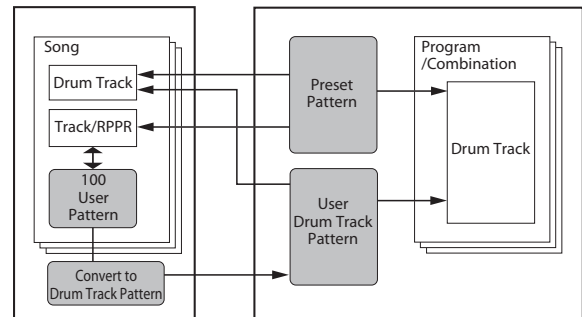 Song
Drum Track
Track/RPPR
100
User
Pattern
Convert to
Drum Track Pattern
Preset
Pattern
User
Drum Track
Pattern
Program
/Combination
Drum Track